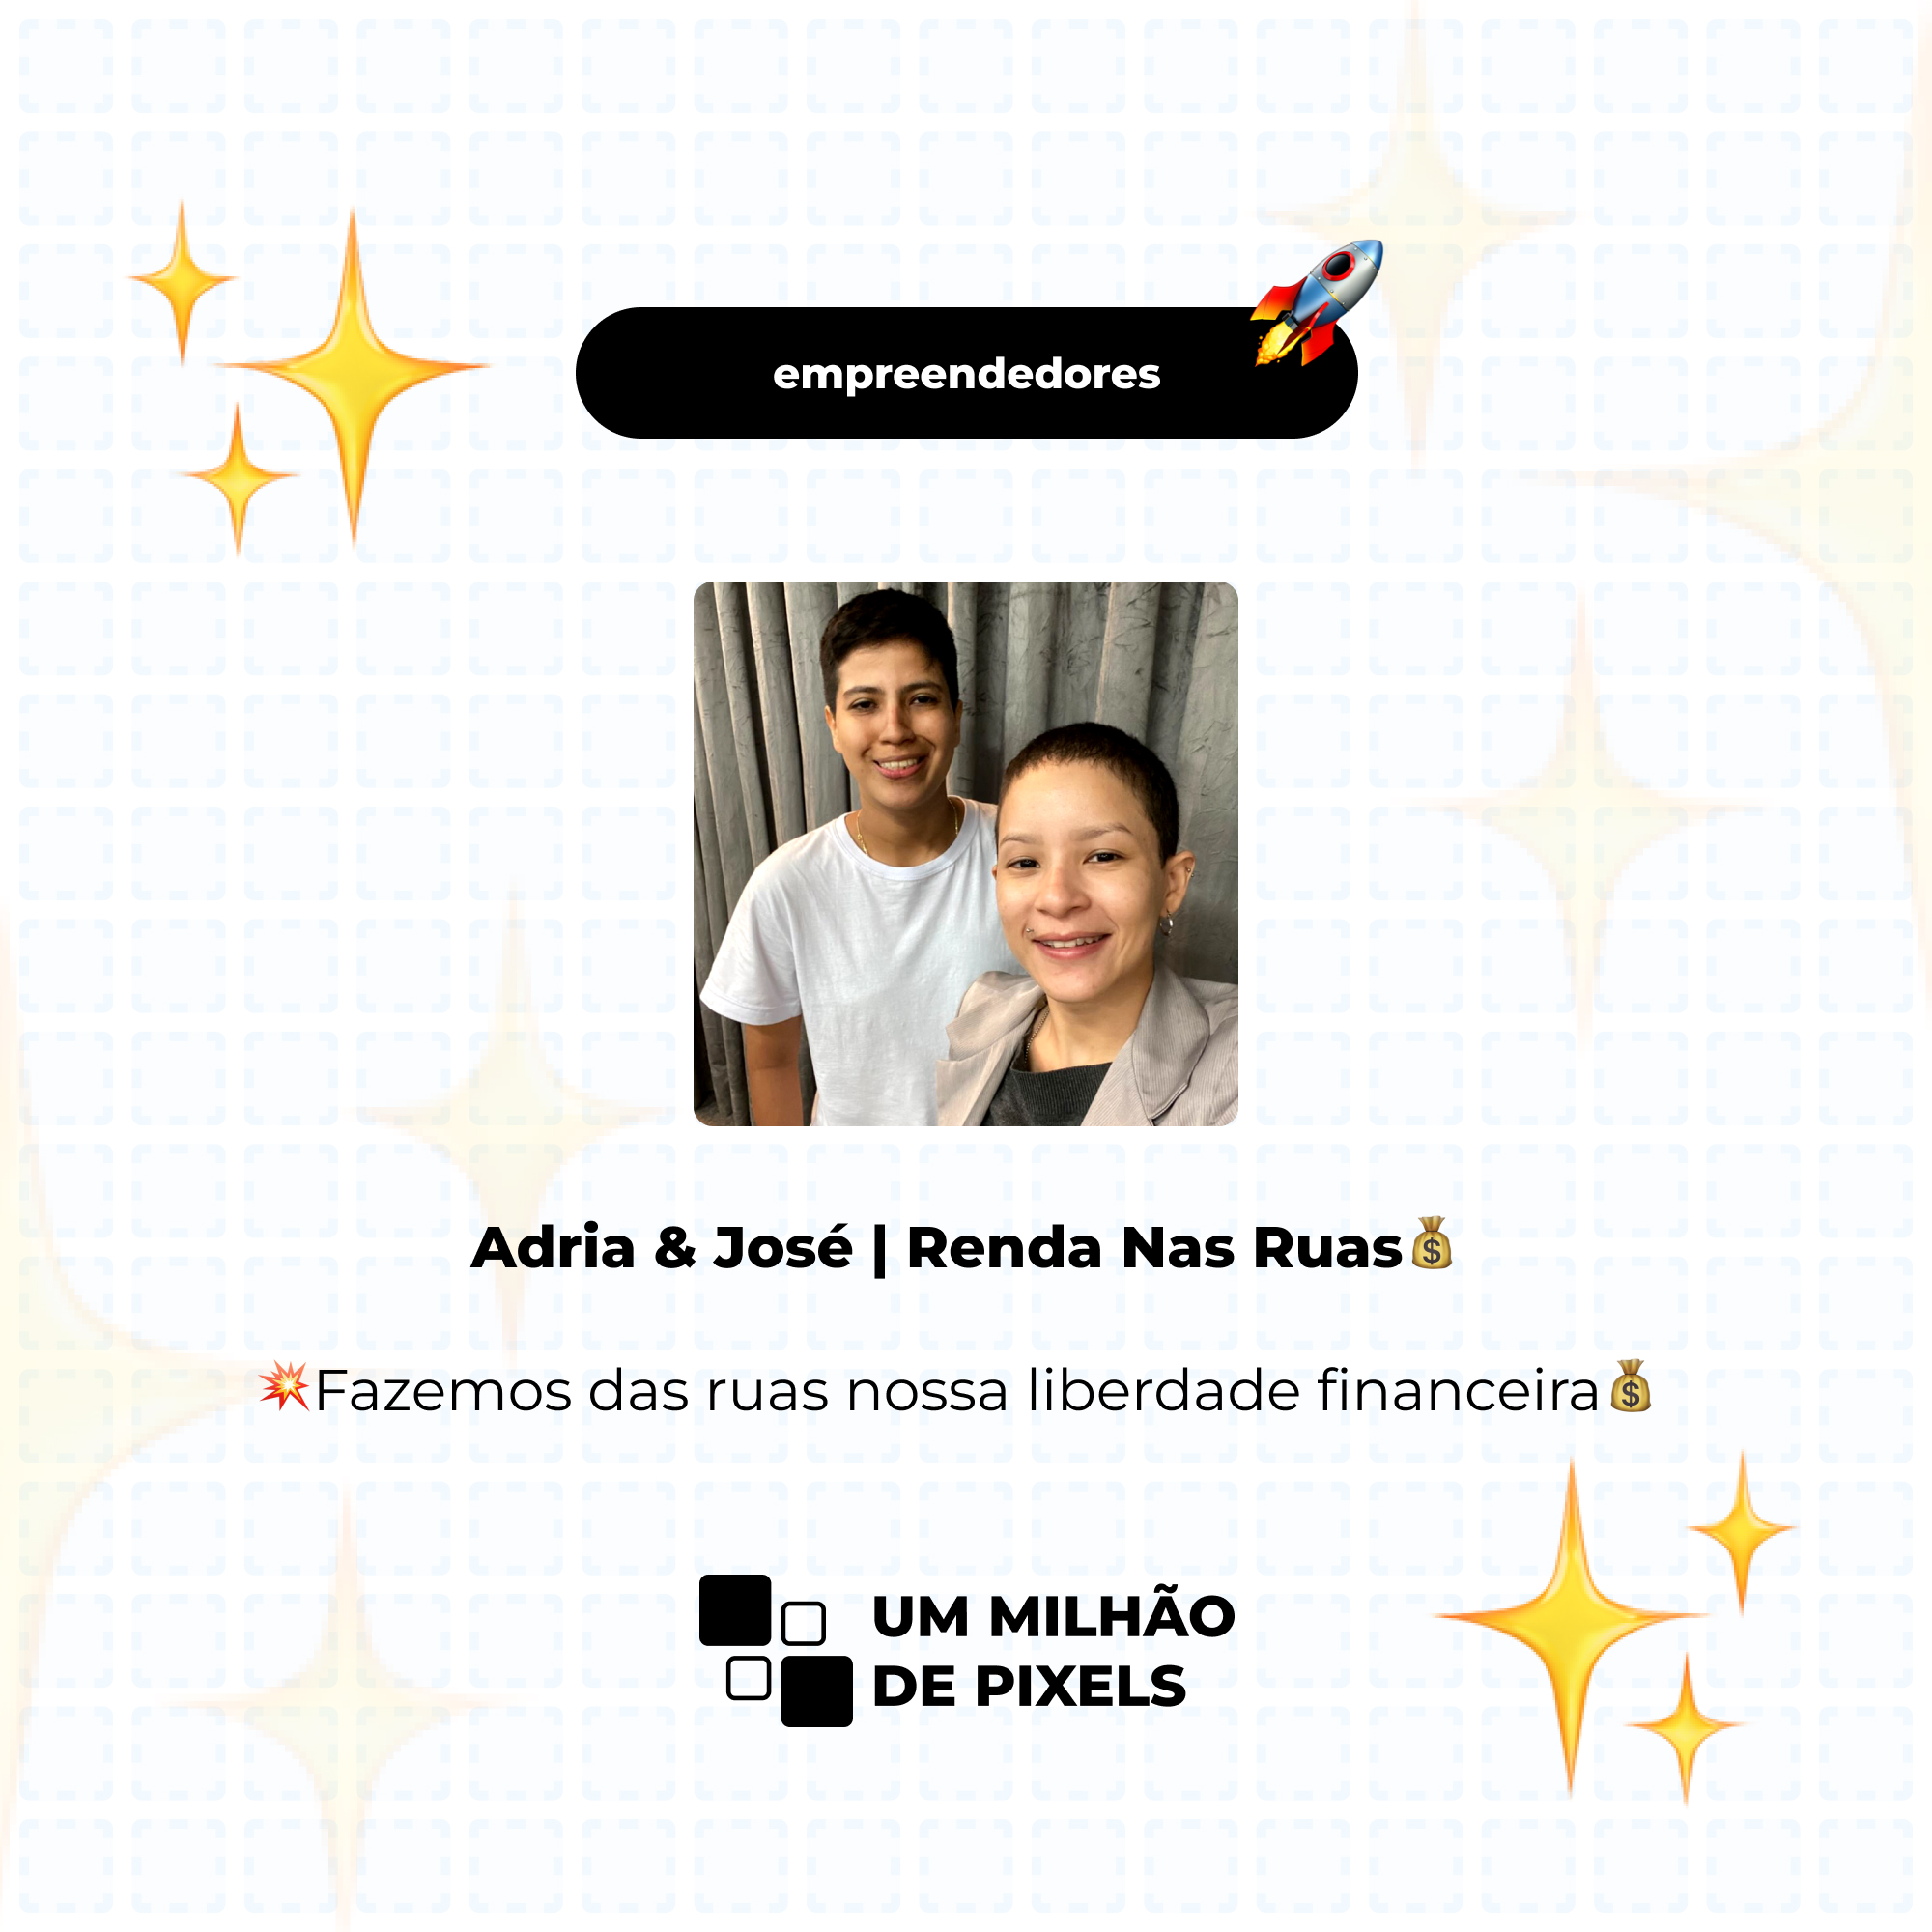 empreendedores
Adria & José | Renda Nas Ruas💰
💥Fazemos das ruas nossa liberdade financeira💰
UM MILHÃO
DE PIXELS